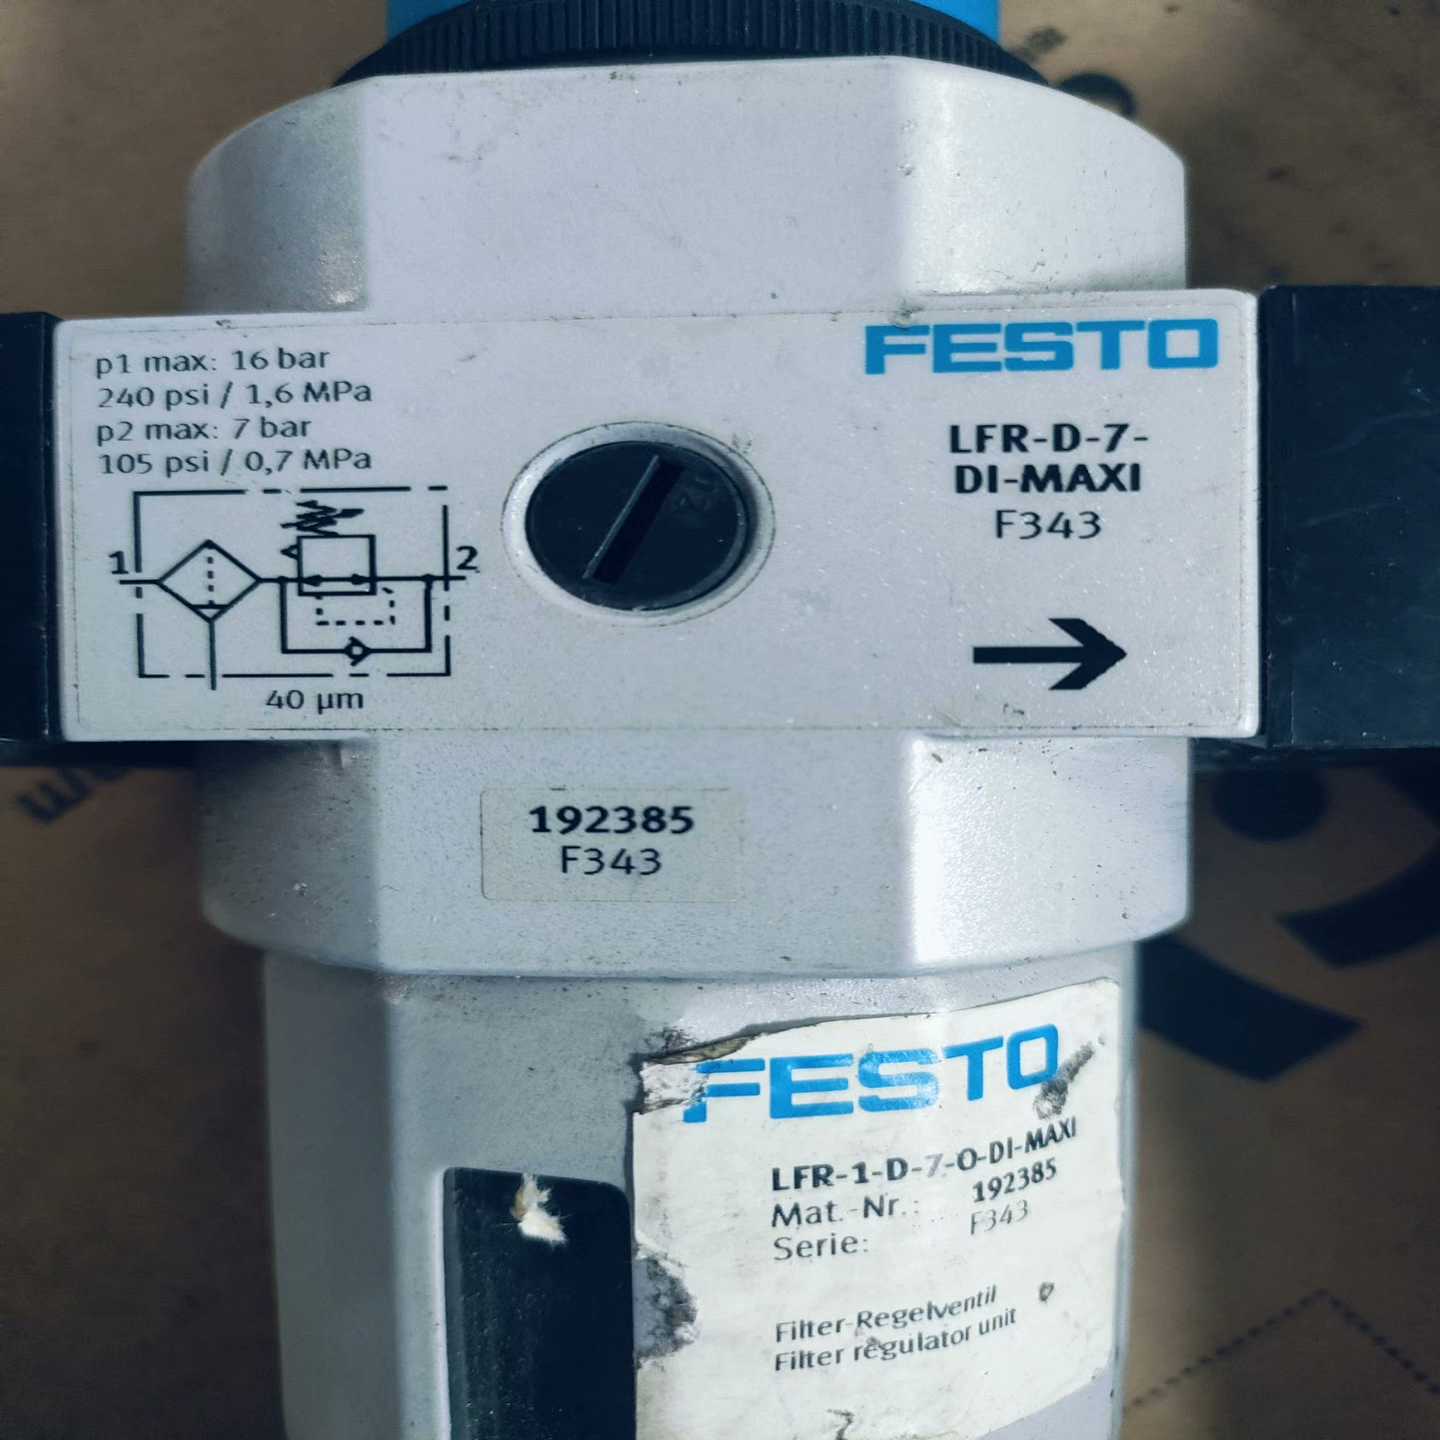 p1 max: 16 bar
240 psi / 1,6 MPa
p2 max: 7 bar
105 psi / 0,7 MPa
1
2
40 µm
FESTO
LFR-D-7-
DI-MAXI
F343
192385
F343
FESTO
LFR-1-D-7-O-DI-MAXI
Mat.-Nr.: 192385
Serie: F343
Filter-Regelventil
Filter regulator unit